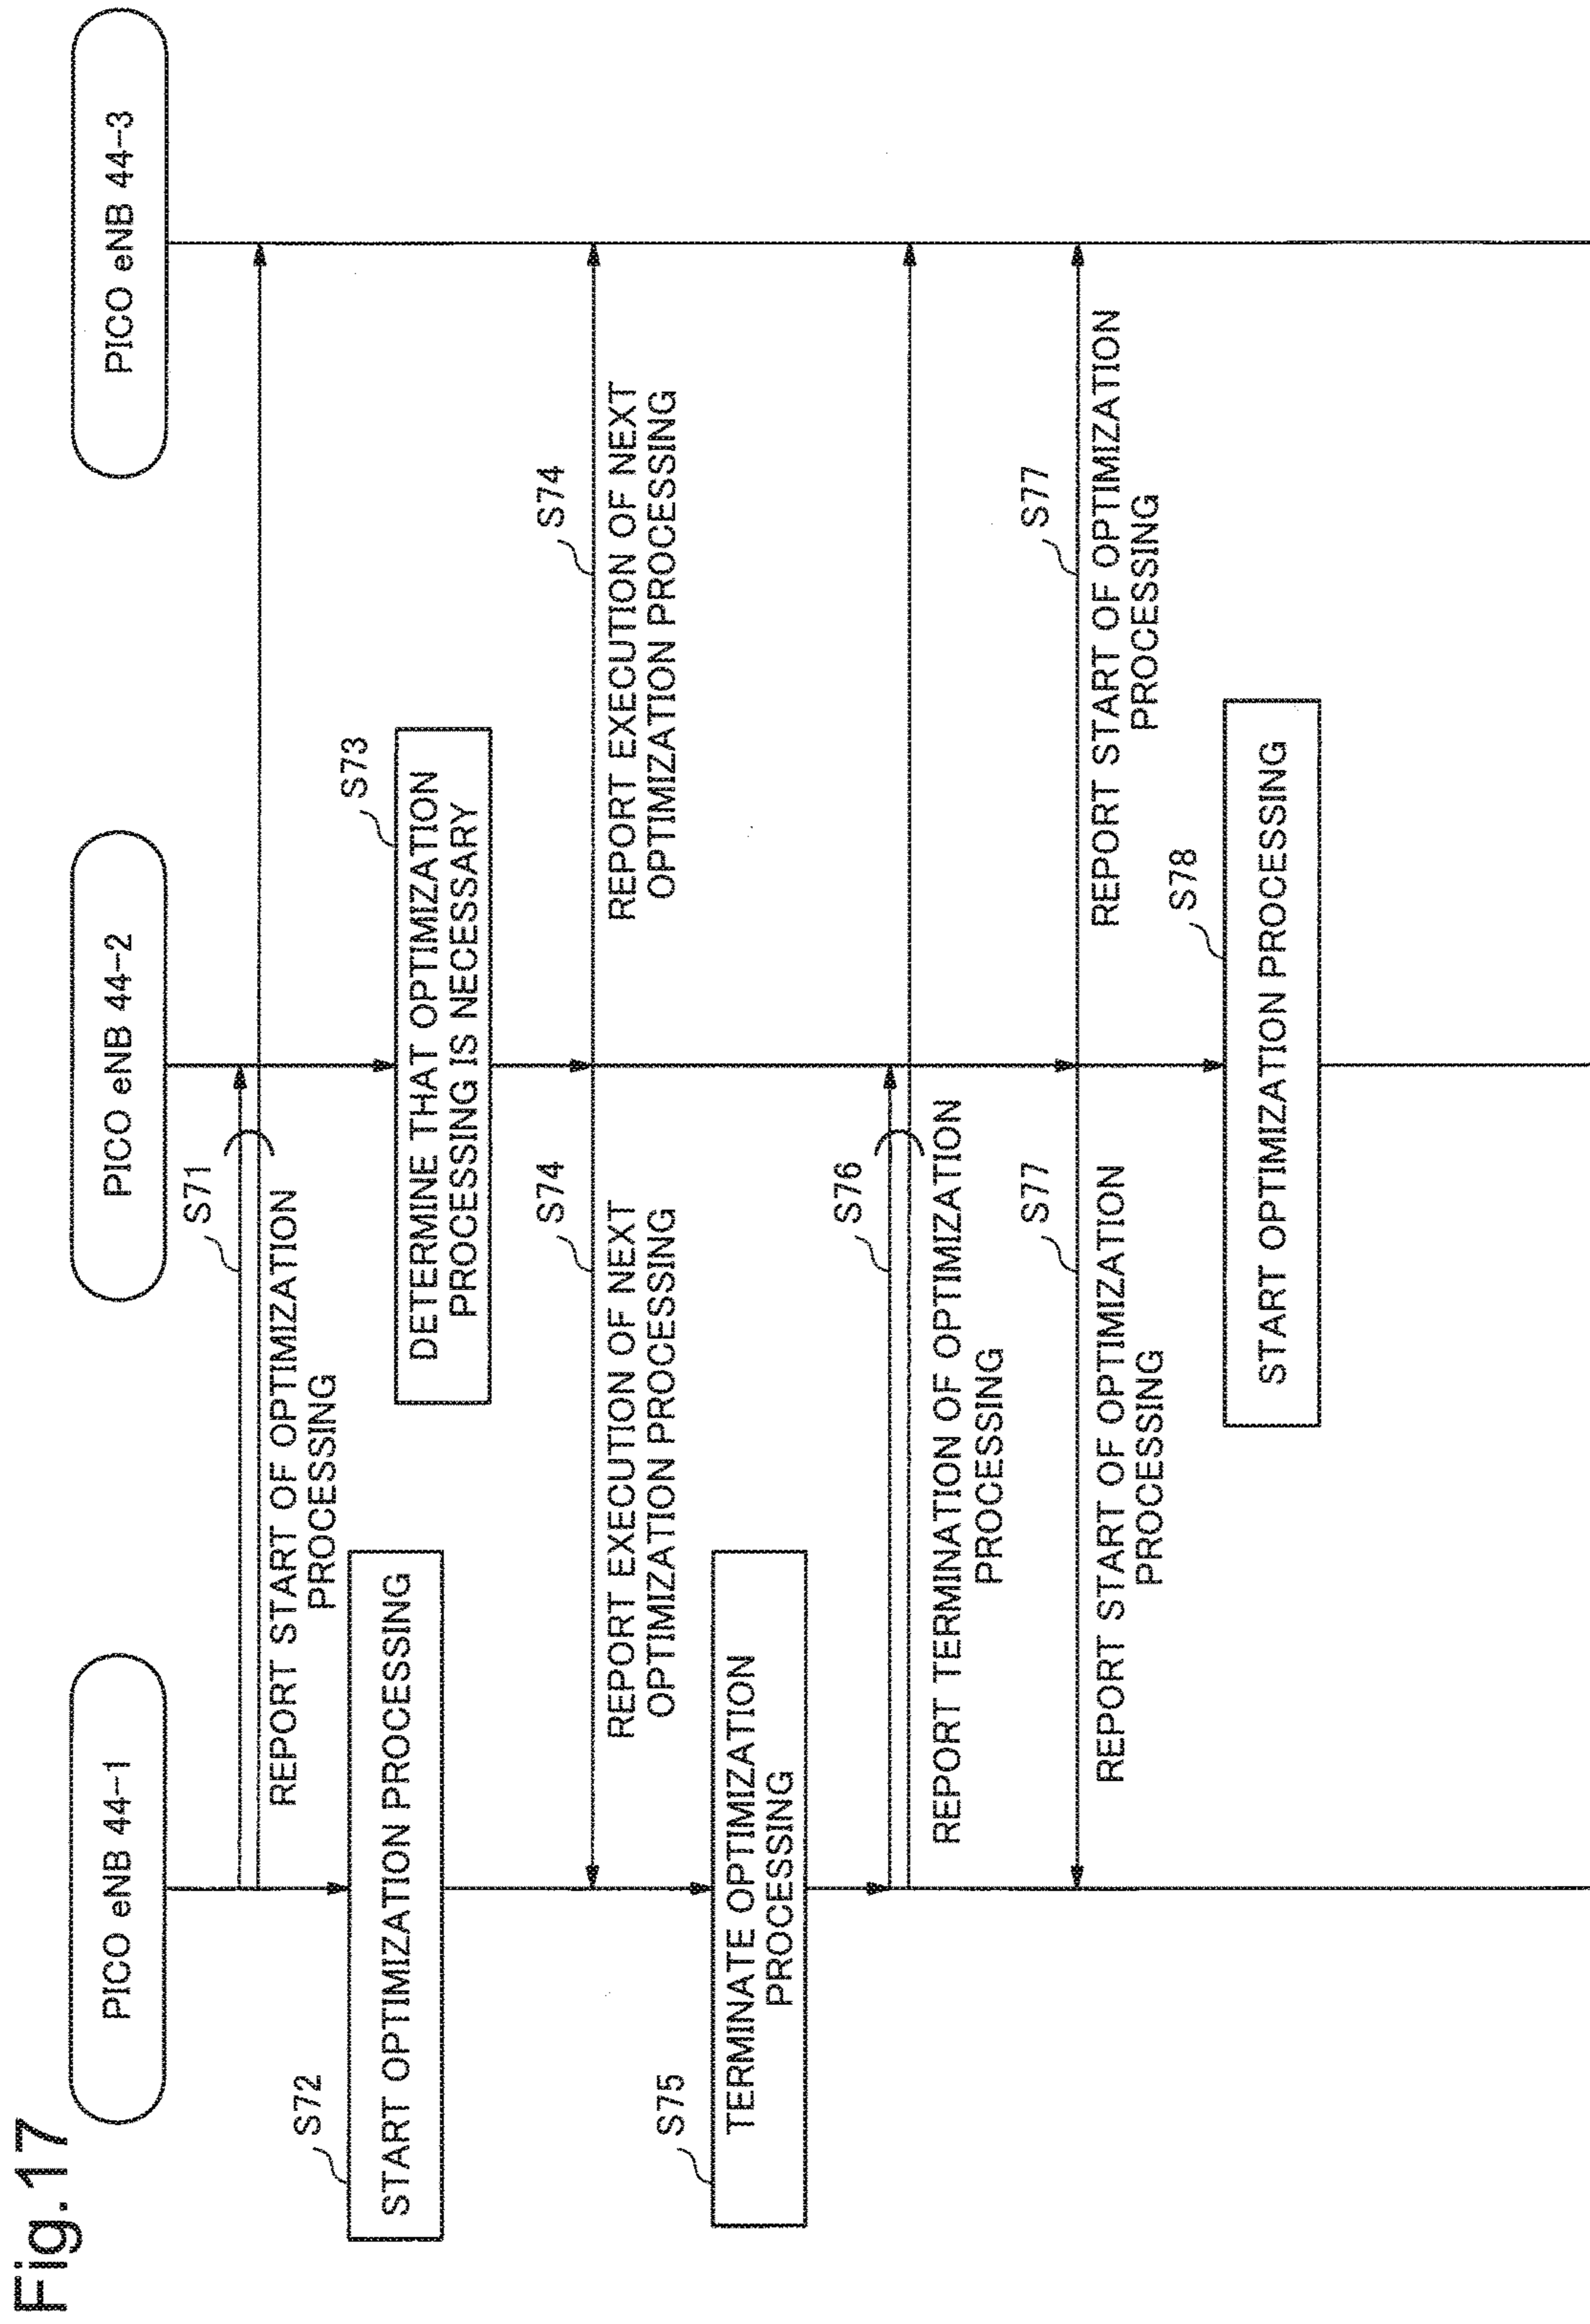 Fig.17
PICO eNB 44-1
PICO eNB 44-2
PICO eNB 44-3
S71
REPORT START OF OPTIMIZATION
PROCESSING
S72
START OPTIMIZATION PROCESSING
S73
DETERMINE THAT OPTIMIZATION
PROCESSING IS NECESSARY
S74
REPORT EXECUTION OF NEXT
OPTIMIZATION PROCESSING
S74
REPORT EXECUTION OF NEXT
OPTIMIZATION PROCESSING
S75
TERMINATE OPTIMIZATION
PROCESSING
S76
REPORT TERMINATION OF OPTIMIZATION
PROCESSING
S77
REPORT START OF OPTIMIZATION
PROCESSING
S77
REPORT START OF OPTIMIZATION
PROCESSING
S78
START OPTIMIZATION PROCESSING